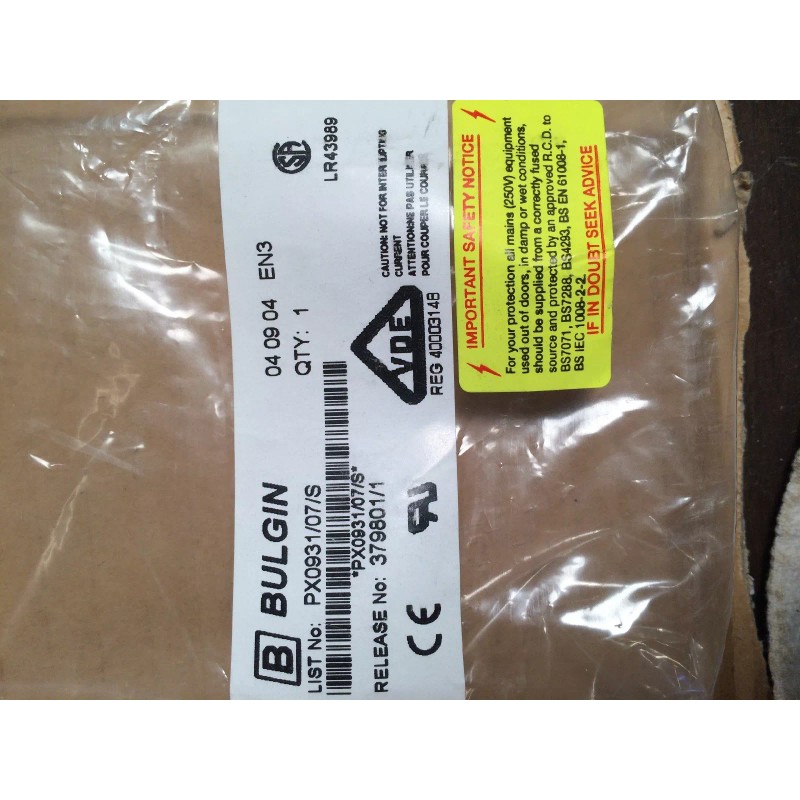 B BULGIN
04 09 04 EN3
LIST No: PX0931/07/S
QTY: 1
*PX0931/07/S*
RELEASE No: 379801/1
CE
VDE
REG 40003148
LR43989
CAUTION: NOT FOR INTERRUPTING
CURRENT
ATTENTION:NE PAS UTILISER
POUR COUPER LE COURANT
IMPORTANT SAFETY NOTICE
For your protection all mains (250V) equipment
used out of doors, in damp or wet conditions,
should be supplied from a correctly fused
source and protected by an approved R.C.D. to
BS7071, BS7288, BS4293, BS EN 61008-1,
BS IEC 1008-2-2.
IF IN DOUBT SEEK ADVICE